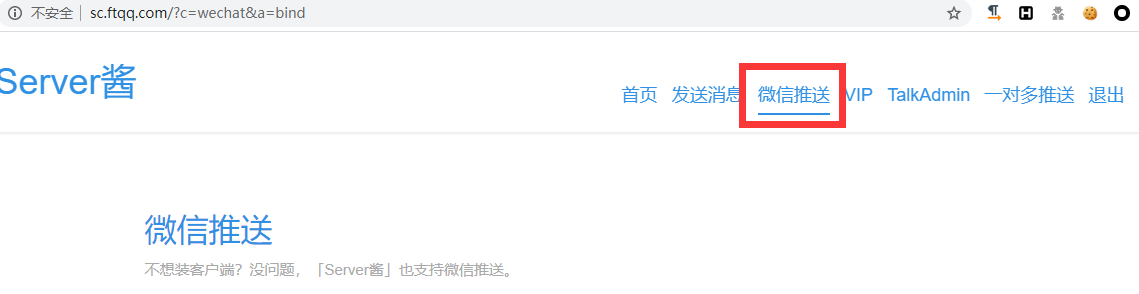 不安全 sc.ftqq.com/?c=wechat&a=bind
Server酱
首页 发送消息 微信推送 VIP TalkAdmin 一对多推送 退出
微信推送
不想装客户端？没问题，「Server酱」也支持微信推送。